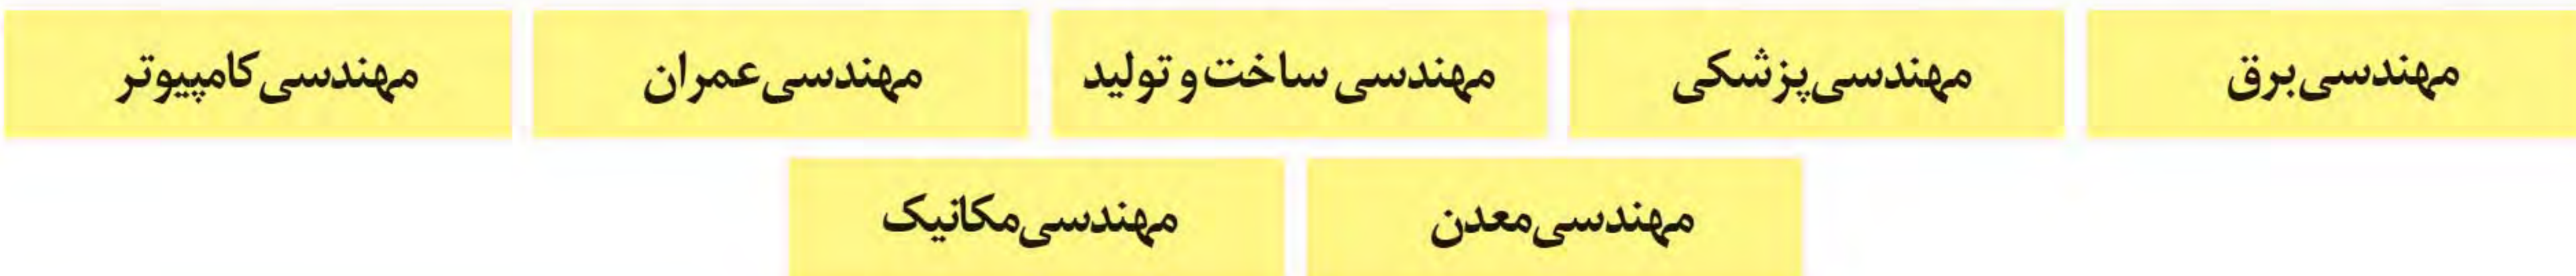 مهندسی برق
مهندسی پزشکی
مهندسی ساخت و تولید
مهندسی عمران
مهندسی کامپیوتر
مهندسی معدن
مهندسی مکانیک